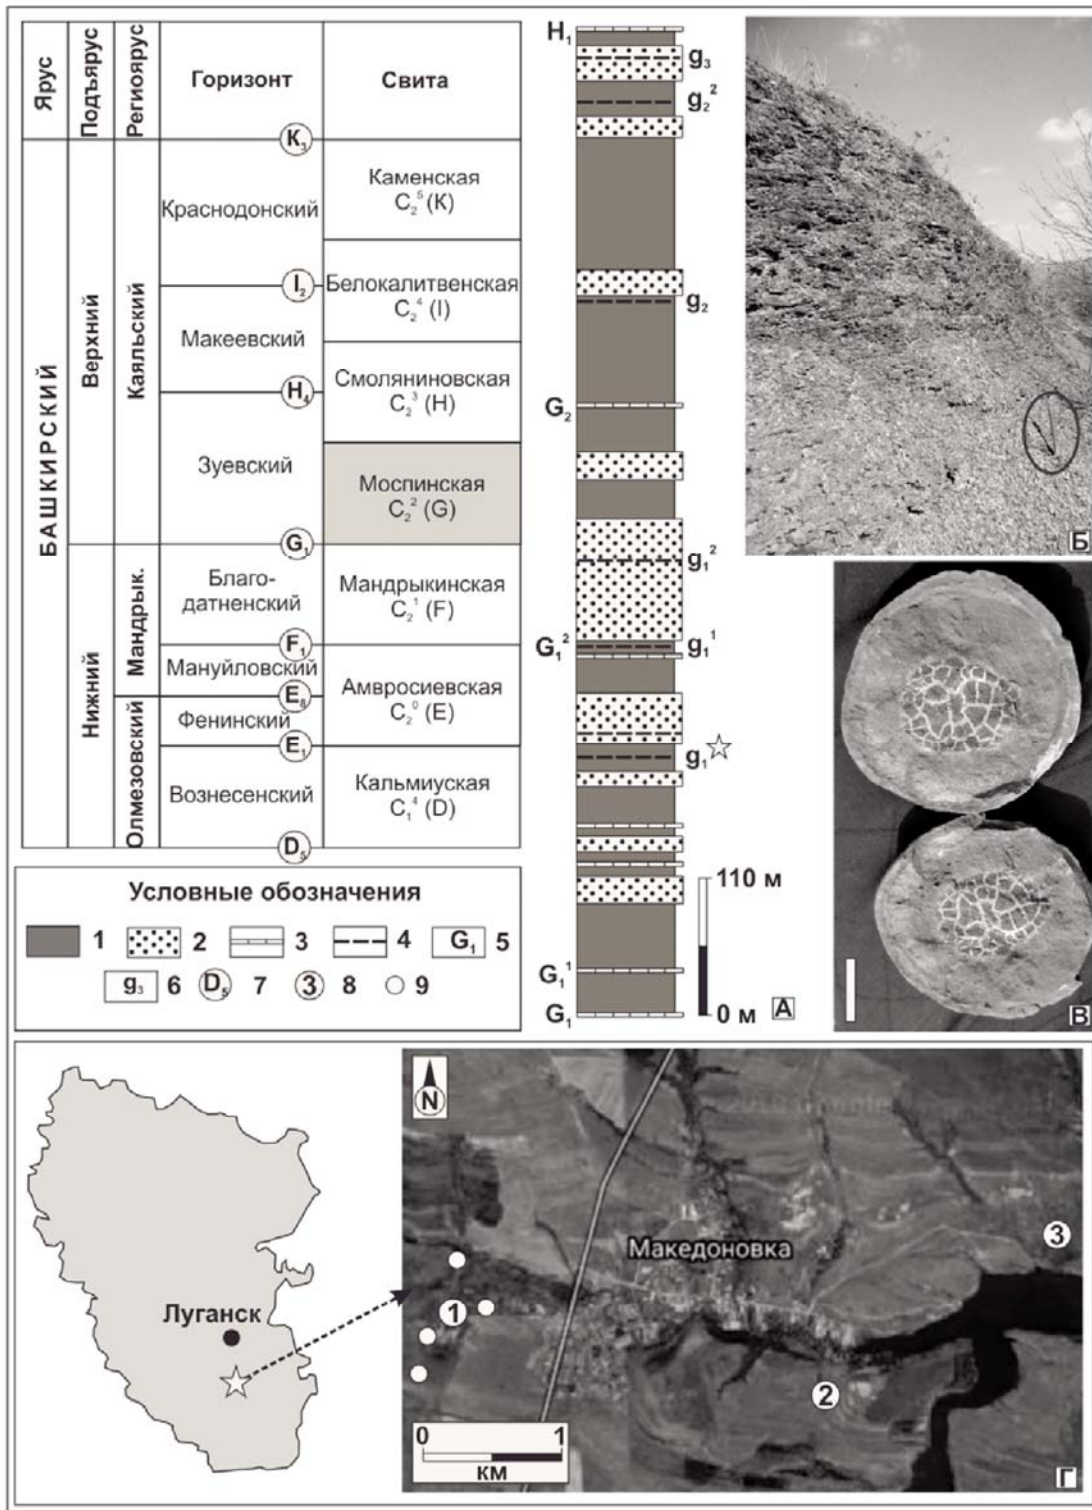 Ярус
Подъярус
Региоярус
Горизонт
Свита
БАШКИРСКИЙ
Верхний
Нижний
Каяльский
Мандрык.
Олмезовский
K₃
Краснодонский
I₂
Макеевский
H₄
Зуевский
G₁
Благо-
датненский
F₁
Мануйловский
E₈
Фенинский
E₁
Вознесенский
D₅
Каменская
C₂⁵ (K)
Белокалитвенская
C₂⁴ (I)
Смоляниновская
C₂³ (H)
Моспинская
C₂² (G)
Мандрыкинская
C₂¹ (F)
Амвросиевская
C₂⁰ (E)
Кальмиуская
C₁⁴ (D)
Условные обозначения
1 2 3 4 G₁ 5
g₃ 6 D₅ 7 3 8 9
H₁
g₃
g₂²
g₂
G₂
g₁²
G₁² g₁¹
g₁
110 м
G₁¹
G₁ 0 м А
Б
В
Луганск
N
Македоновка
1
2
3
0 1
км
Г